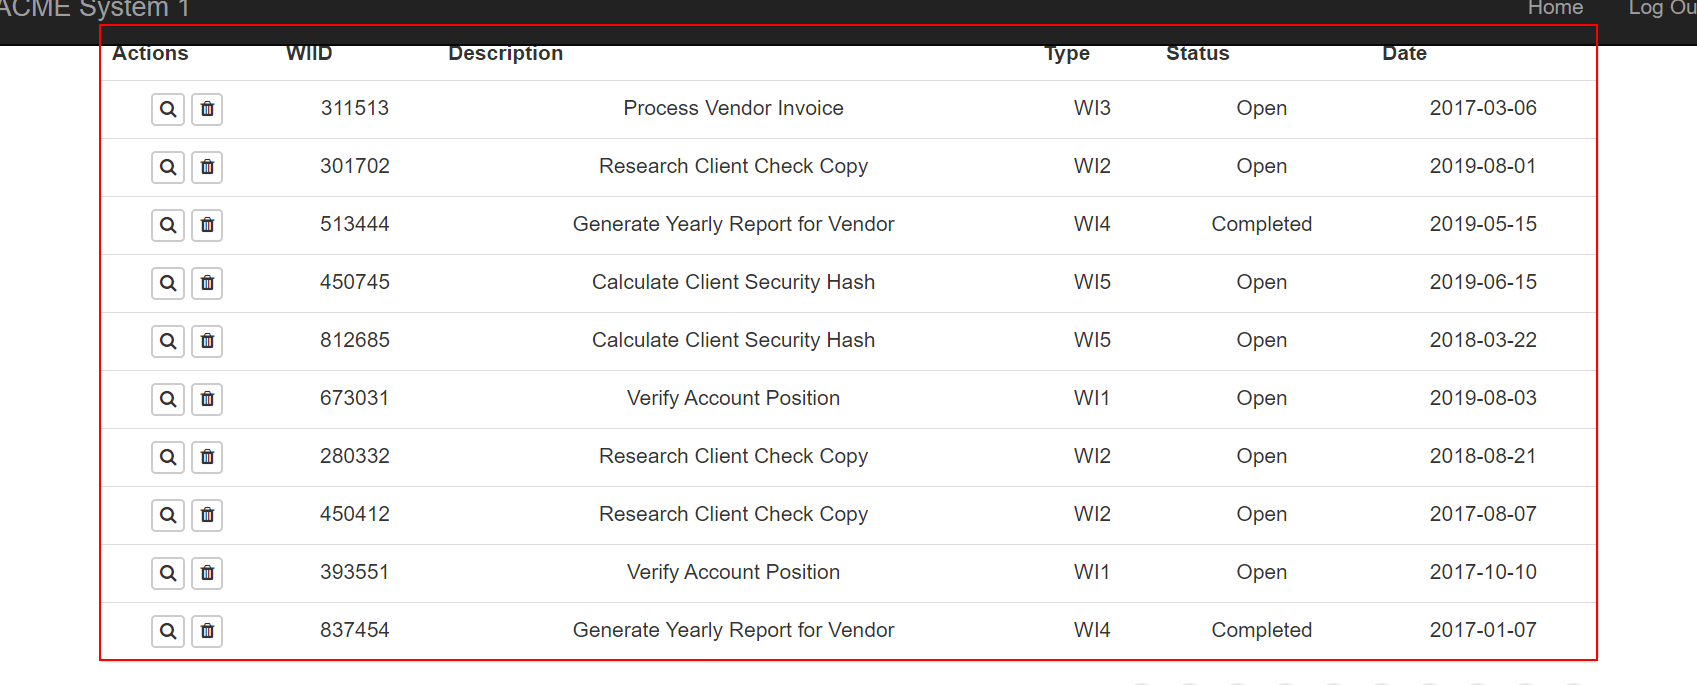 ACME System 1 Home Log Ou
Actions WIID Description Type Status Date
311513 Process Vendor Invoice WI3 Open 2017-03-06
301702 Research Client Check Copy WI2 Open 2019-08-01
513444 Generate Yearly Report for Vendor WI4 Completed 2019-05-15
450745 Calculate Client Security Hash WI5 Open 2019-06-15
812685 Calculate Client Security Hash WI5 Open 2018-03-22
673031 Verify Account Position WI1 Open 2019-08-03
280332 Research Client Check Copy WI2 Open 2018-08-21
450412 Research Client Check Copy WI2 Open 2017-08-07
393551 Verify Account Position WI1 Open 2017-10-10
837454 Generate Yearly Report for Vendor WI4 Completed 2017-01-07